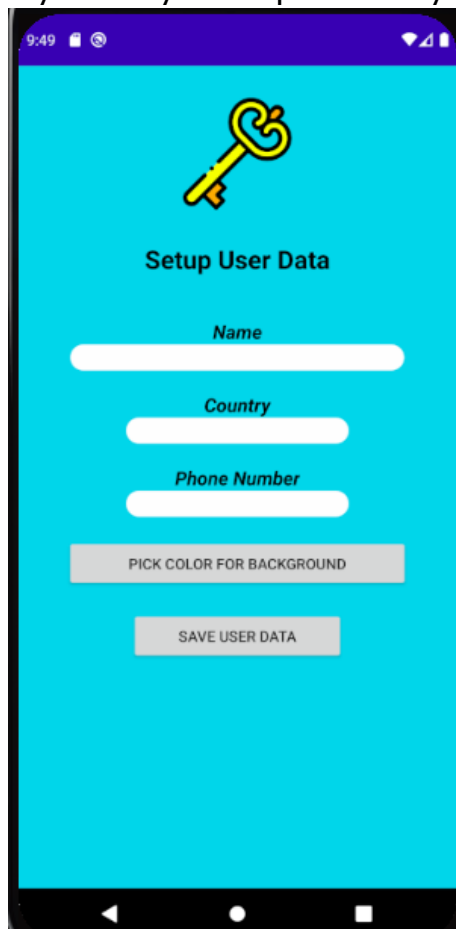 9:49
Setup User Data
Name
Country
Phone Number
PICK COLOR FOR BACKGROUND
SAVE USER DATA